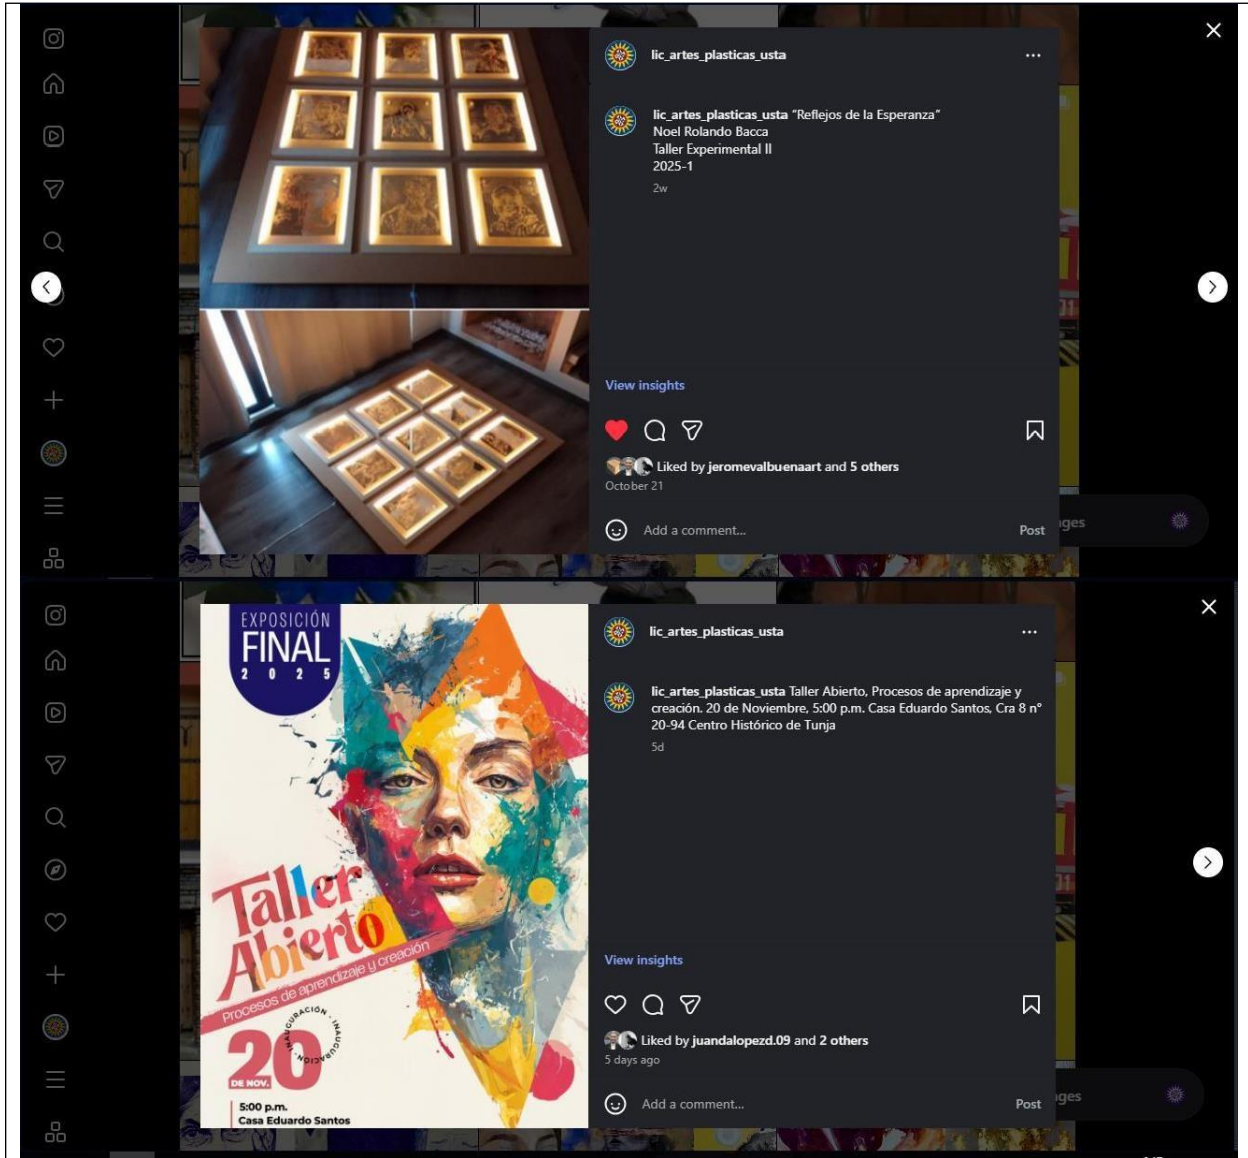 lic_artes_plasticas_usta
lic_artes_plasticas_usta “Reflejos de la Esperanza”
Noel Rolando Bacca
Taller Experimental II
2025-1
2w
View insights
Liked by jeromevalbuenaart and 5 others
October 21
Add a comment...
Post
ges
EXPOSICIÓN
FINAL
2025
Taller
Abierto
Procesos de aprendizaje y creación
INAUGURACIÓN · INAUGURACIÓN ·
20
DE NOV.
5:00 p.m.
Casa Eduardo Santos
lic_artes_plasticas_usta
lic_artes_plasticas_usta Taller Abierto, Procesos de aprendizaje y
creación. 20 de Noviembre, 5:00 p.m. Casa Eduardo Santos, Cra 8 n°
20-94 Centro Histórico de Tunja
5d
View insights
Liked by juandalopezd.09 and 2 others
5 days ago
Add a comment...
Post
ges